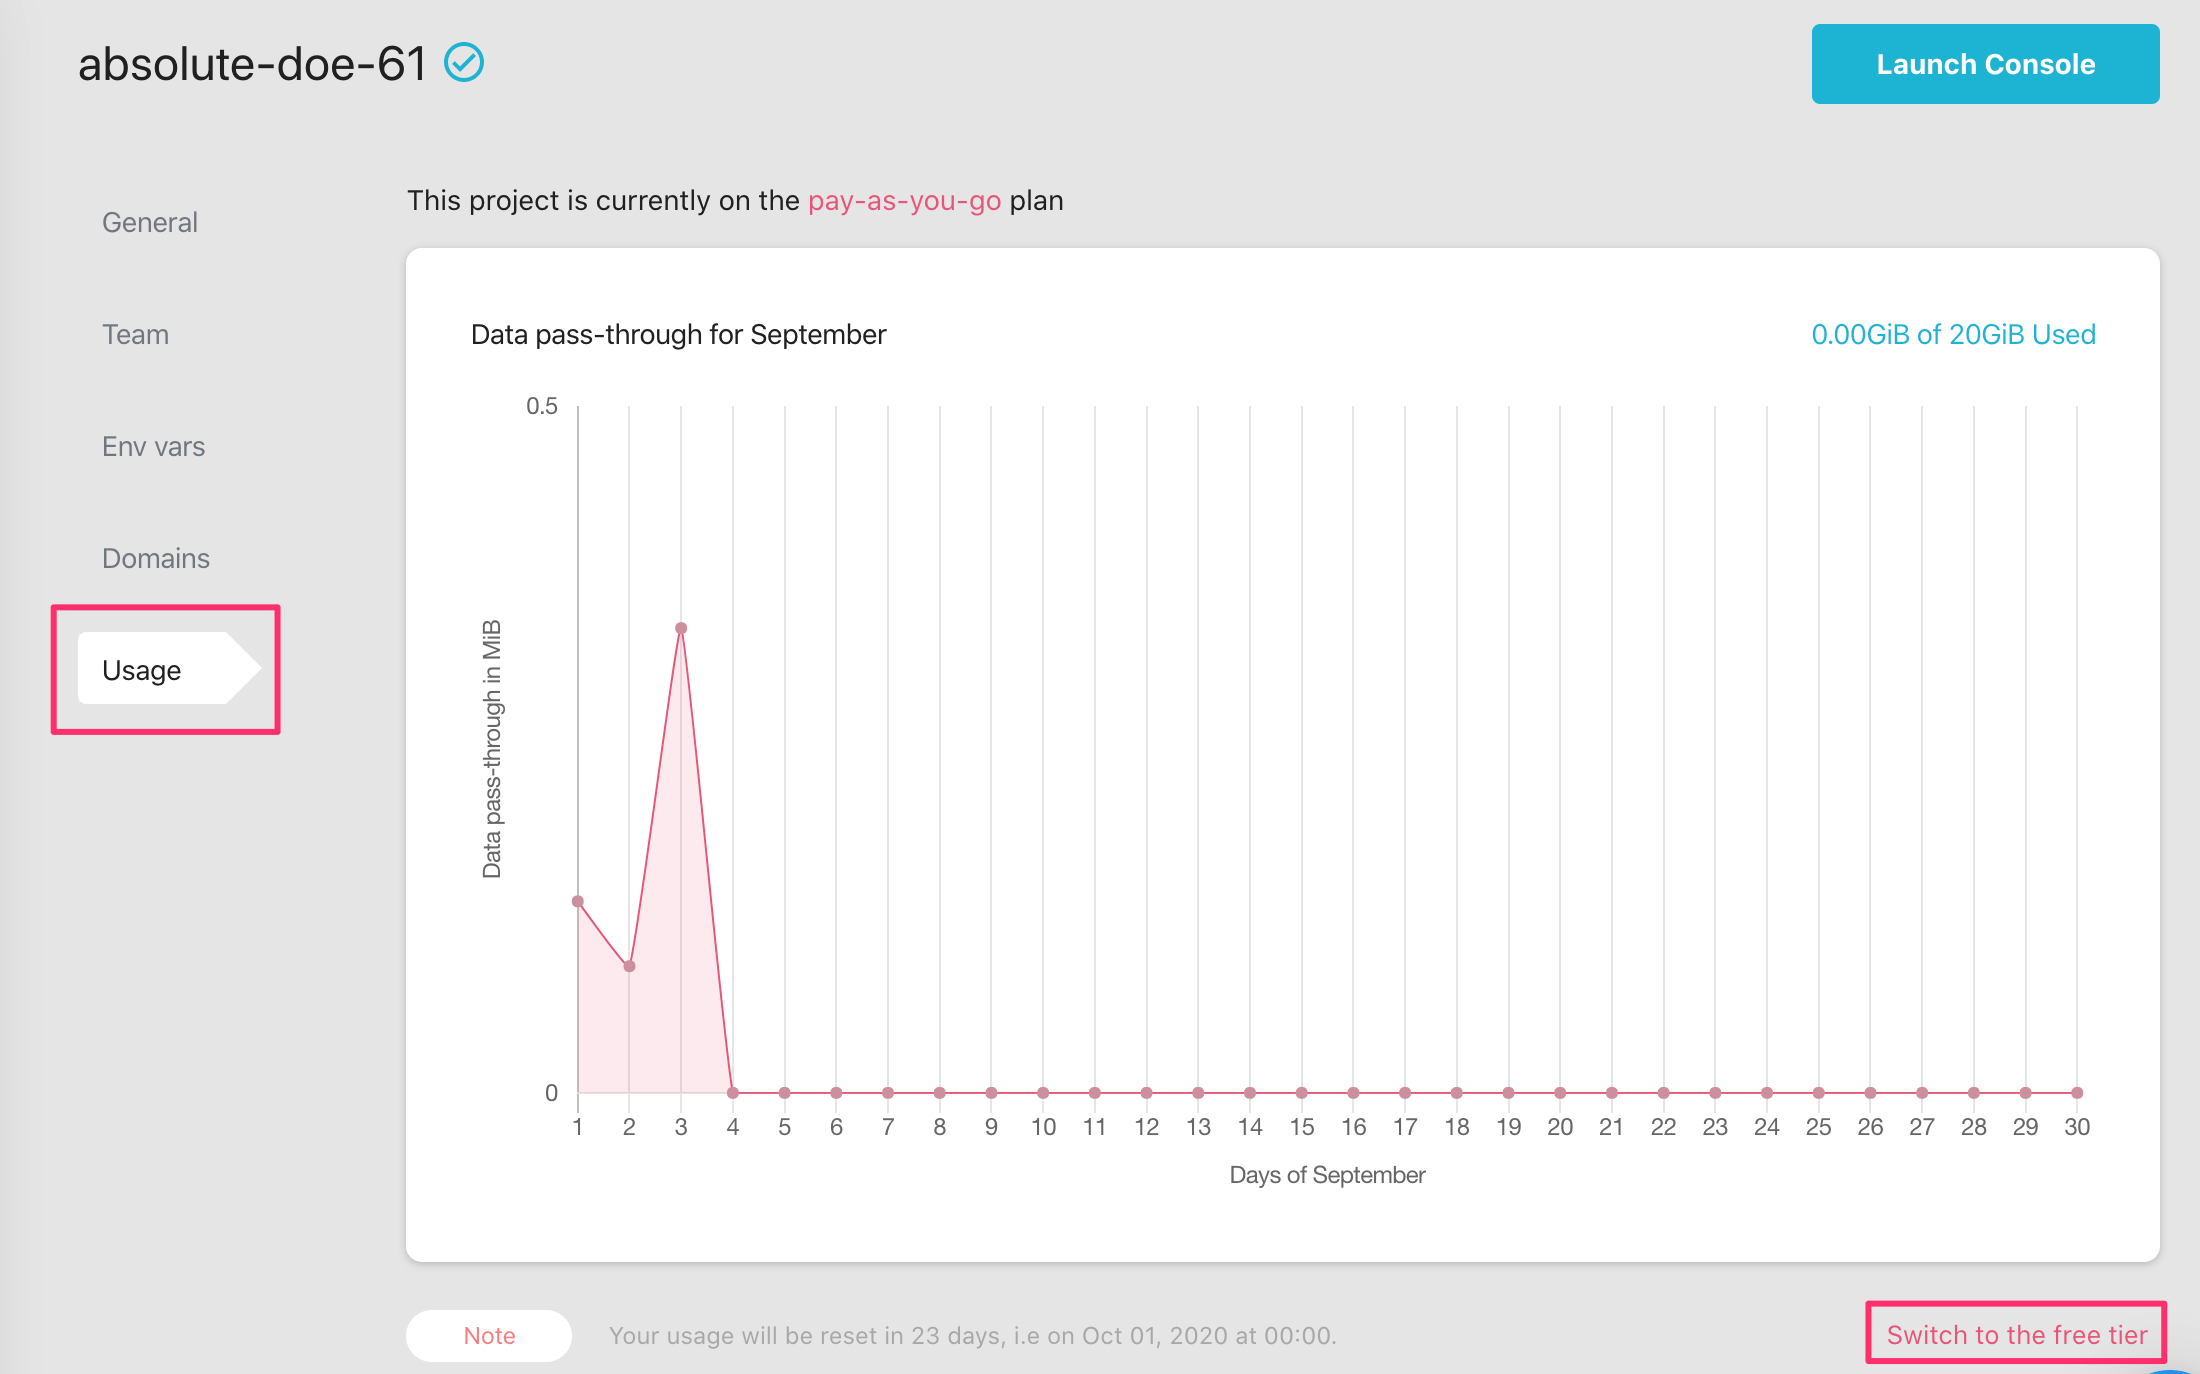 absolute-doe-61
Launch Console
General
Team
Env vars
Domains
Usage
This project is currently on the pay-as-you-go plan
Data pass-through for September
0.00GiB of 20GiB Used
0.5
Data pass-through in MiB
0
1 2 3 4 5 6 7 8 9 10 11 12 13 14 15 16 17 18 19 20 21 22 23 24 25 26 27 28 29 30
Days of September
Note
Your usage will be reset in 23 days, i.e on Oct 01, 2020 at 00:00.
Switch to the free tier